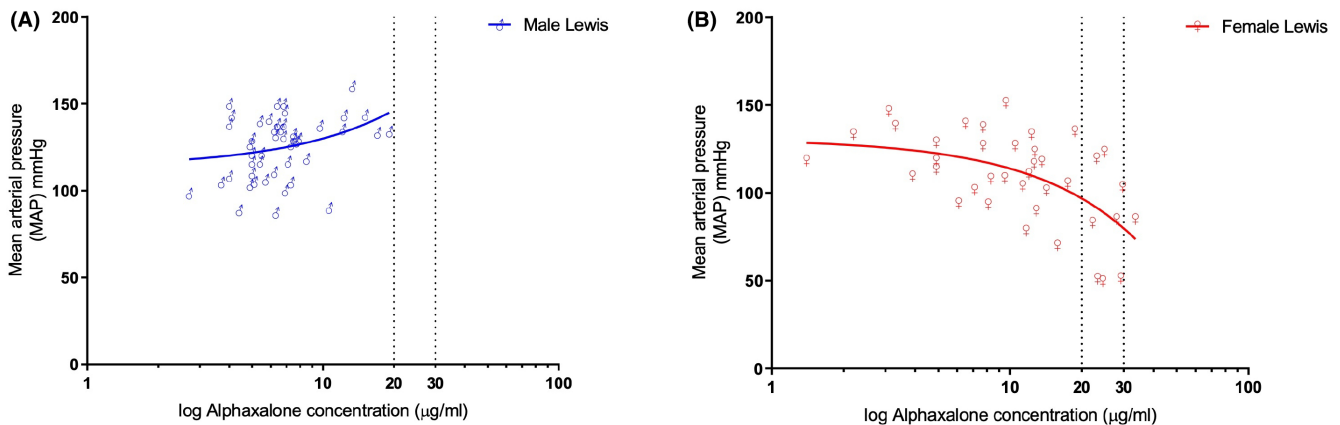 (A)
Male Lewis
200
150
100
50
0
Mean arterial pressure
(MAP) mmHg
1
10
20
30
100
log Alphaxalone concentration (μg/ml)
(B)
Female Lewis
200
150
100
50
0
Mean arterial pressure
(MAP) mmHg
1
10
20
30
100
log Alphaxalone concentration (μg/ml)